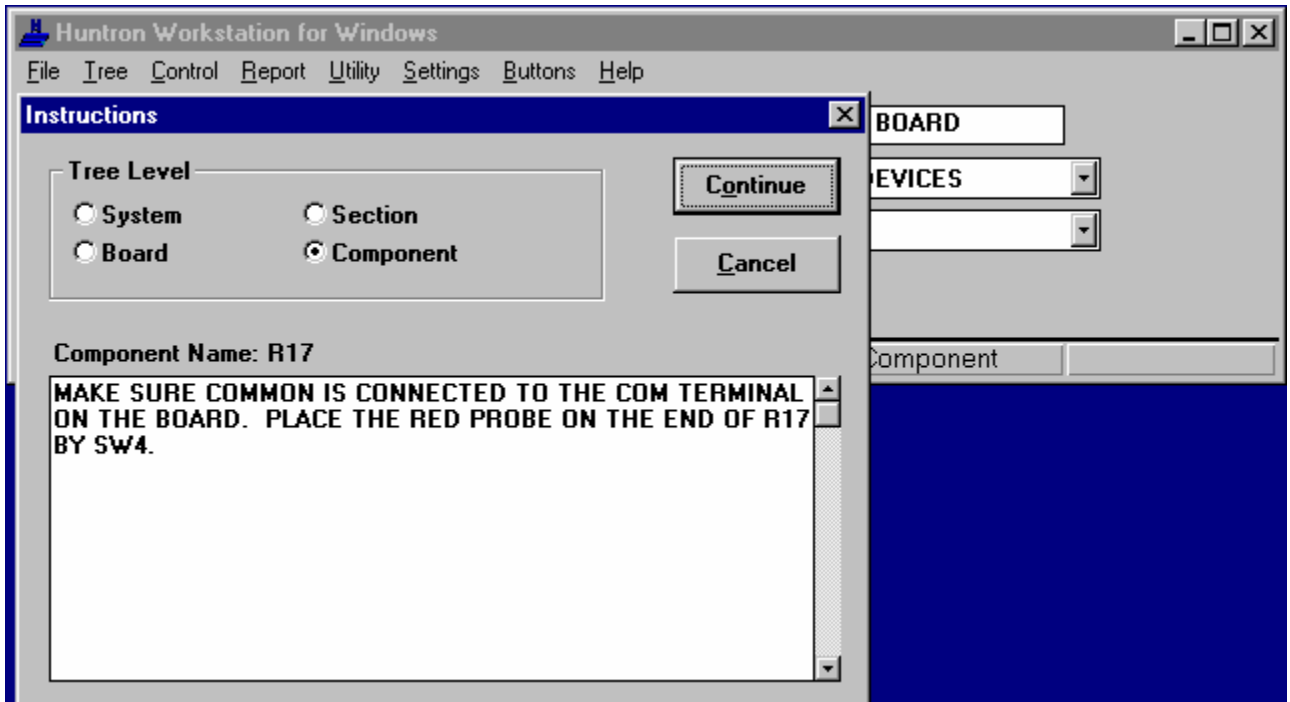 Huntron Workstation for Windows
File Tree Control Report Utility Settings Buttons Help
Instructions
BOARD
Tree Level
Continue
EVICES
System Section
Board Component
Cancel
Component Name: R17
Component
MAKE SURE COMMON IS CONNECTED TO THE COM TERMINAL
ON THE BOARD. PLACE THE RED PROBE ON THE END OF R17
BY SW4.